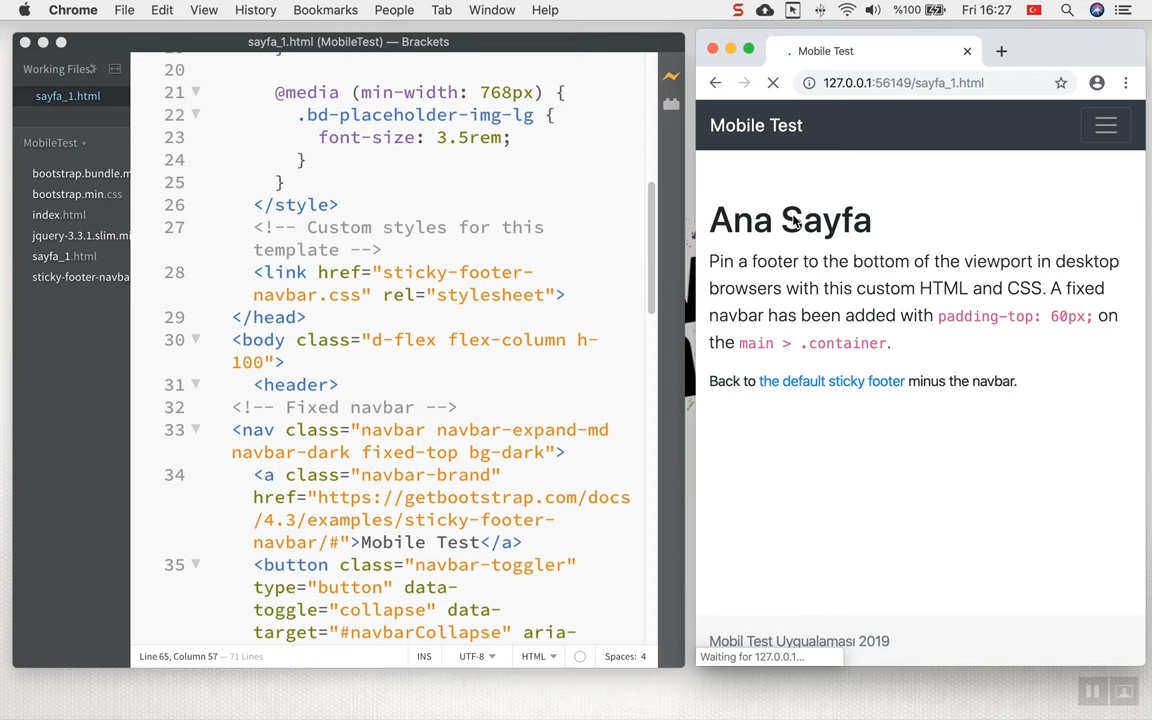 Chrome File Edit View History Bookmarks People Tab Window Help
%100 Fri 16:27
sayfa_1.html (MobileTest) — Brackets
Working Files
sayfa_1.html
MobileTest
bootstrap.bundle.m
bootstrap.min.css
index.html
jquery-3.3.1.slim.mi
sayfa_1.html
sticky-footer-navba
20
21 @media (min-width: 768px) {
22 .bd-placeholder-img-lg {
23 font-size: 3.5rem;
24 }
25 }
26 </style>
27 <!-- Custom styles for this
template -->
28 <link href="sticky-footer-
navbar.css" rel="stylesheet">
29 </head>
30 <body class="d-flex flex-column h-
100">
31 <header>
32 <!-- Fixed navbar -->
33 <nav class="navbar navbar-expand-md
navbar-dark fixed-top bg-dark">
34 <a class="navbar-brand"
href="https://getbootstrap.com/docs
/4.3/examples/sticky-footer-
navbar/#">Mobile Test</a>
35 <button class="navbar-toggler"
type="button" data-
toggle="collapse" data-
target="#navbarCollapse" aria-
Line 65, Column 57 — 71 Lines
INS UTF-8 HTML Spaces: 4
Mobile Test
127.0.0.1:56149/sayfa_1.html
Mobile Test
Ana Sayfa
Pin a footer to the bottom of the viewport in desktop
browsers with this custom HTML and CSS. A fixed
navbar has been added with padding-top: 60px; on
the main > .container.
Back to the default sticky footer minus the navbar.
Mobil Test Uygulaması 2019
Waiting for 127.0.0.1...